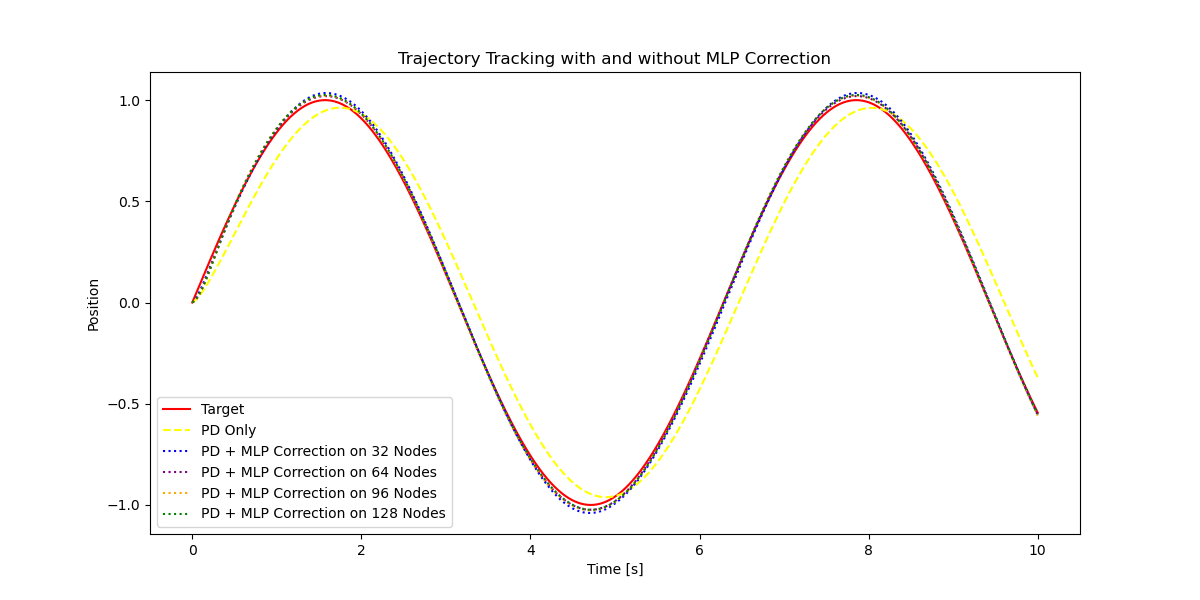 Trajectory Tracking with and without MLP Correction
Position
1.0
0.5
0.0
−0.5
−1.0
Target
PD Only
PD + MLP Correction on 32 Nodes
PD + MLP Correction on 64 Nodes
PD + MLP Correction on 96 Nodes
PD + MLP Correction on 128 Nodes
0 2 4 6 8 10
Time [s]